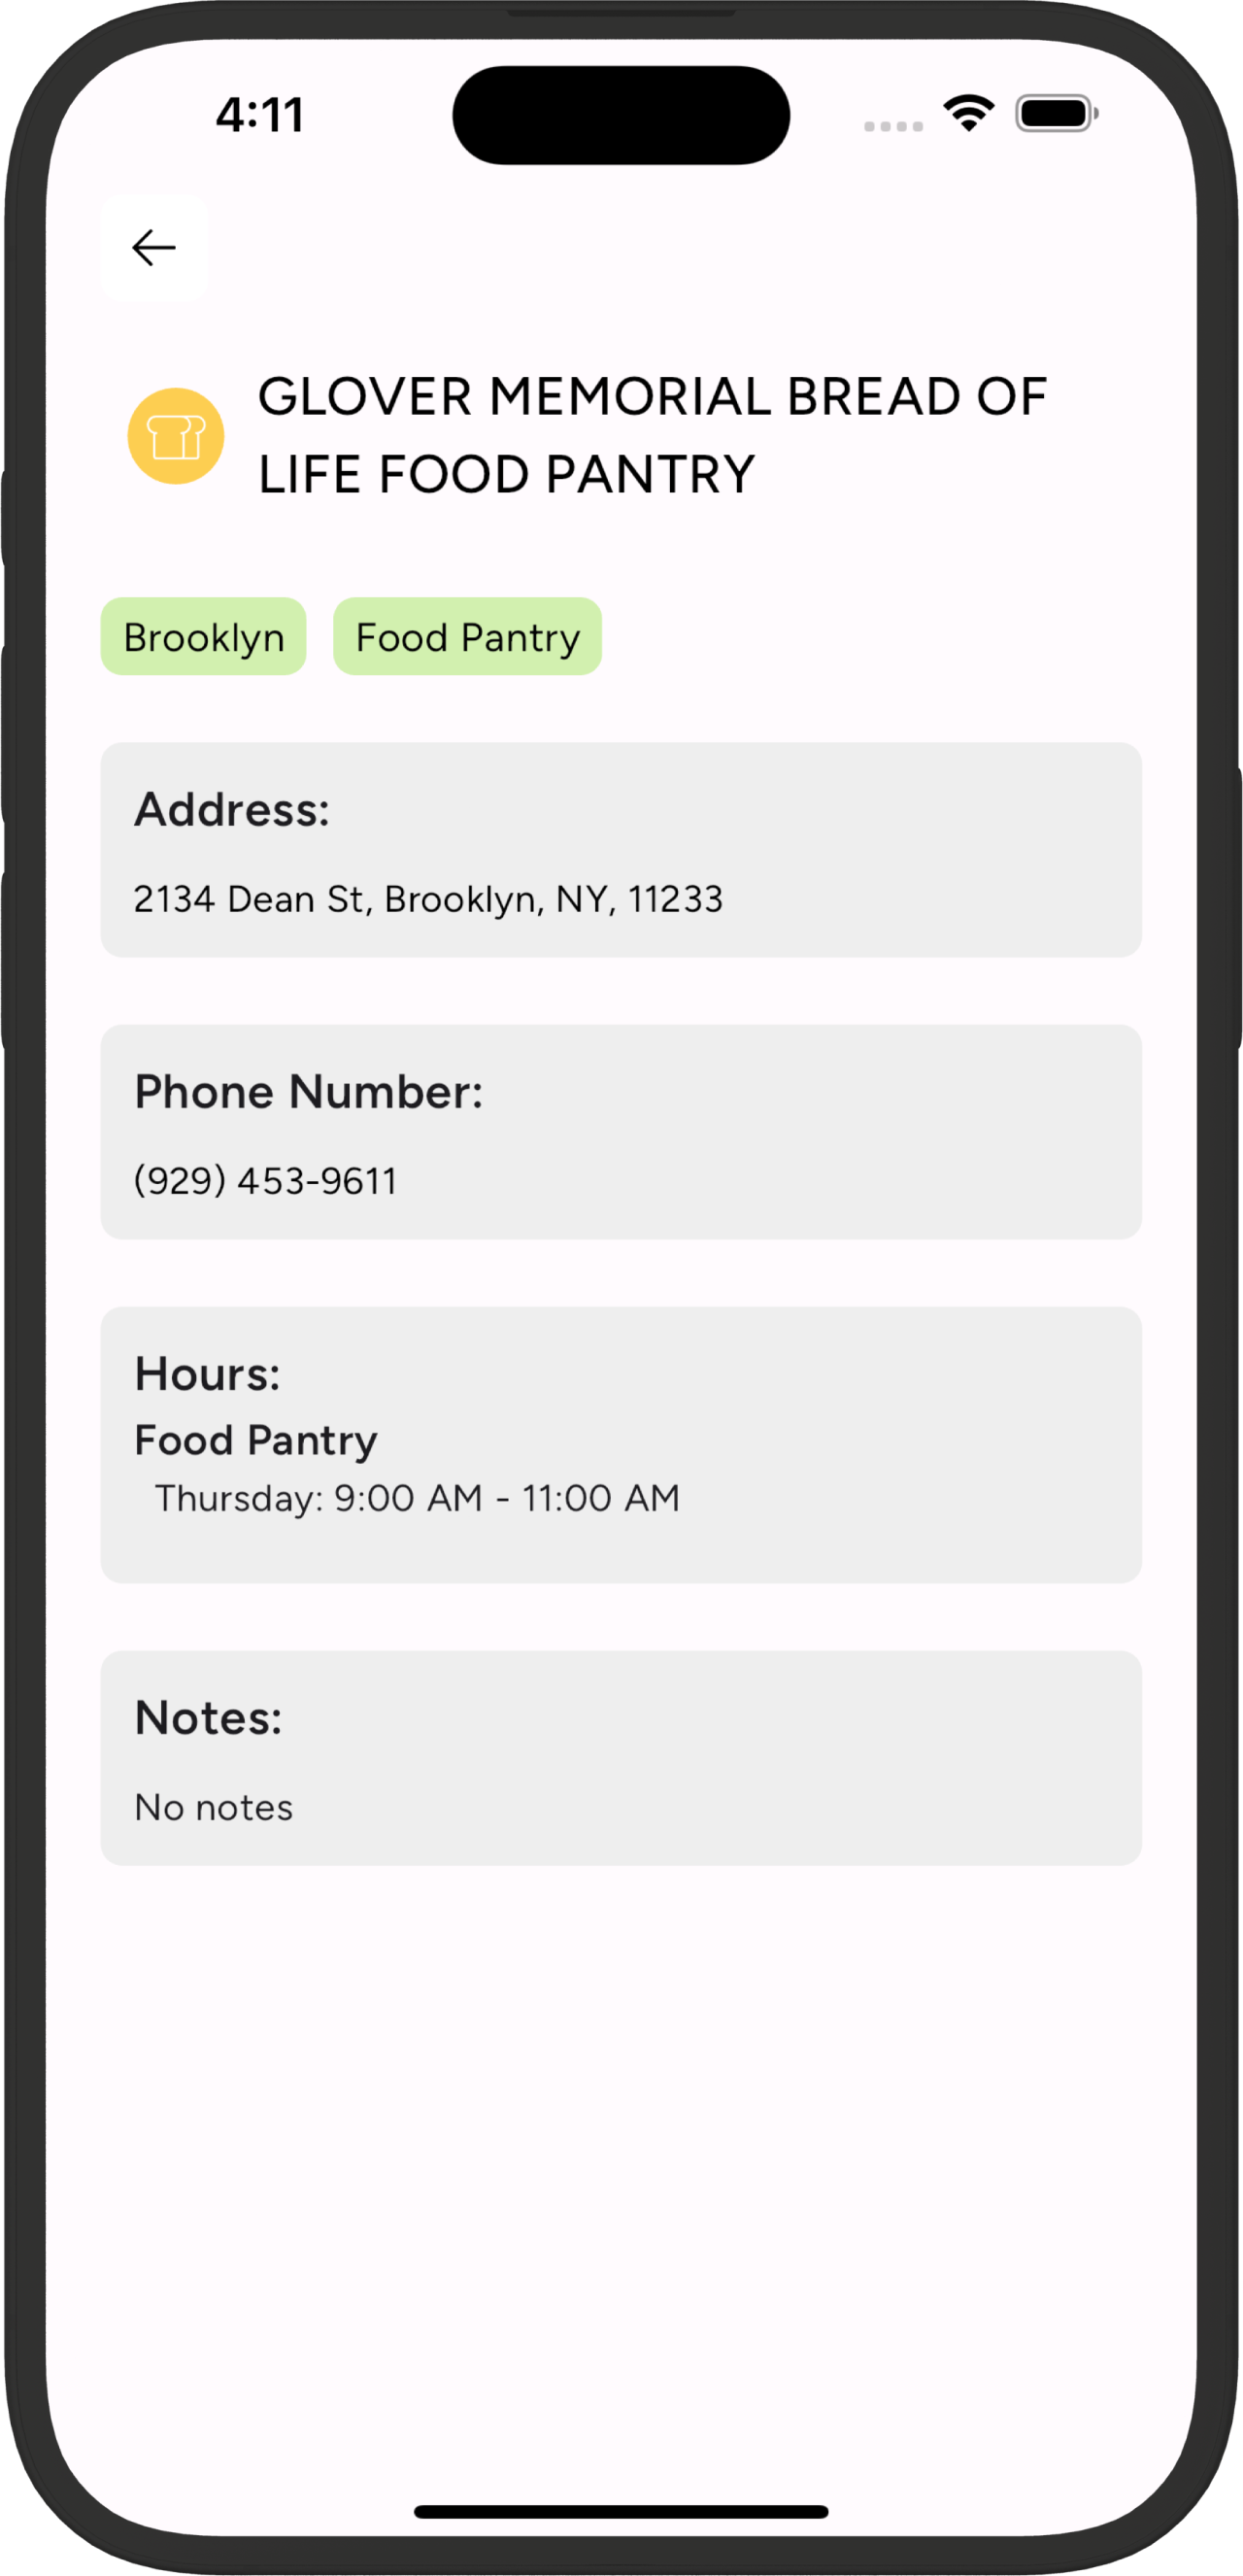 4:11
GLOVER MEMORIAL BREAD OF
LIFE FOOD PANTRY
Brooklyn
Food Pantry
Address:
2134 Dean St, Brooklyn, NY, 11233
Phone Number:
(929) 453-9611
Hours:
Food Pantry
Thursday: 9:00 AM - 11:00 AM
Notes:
No notes